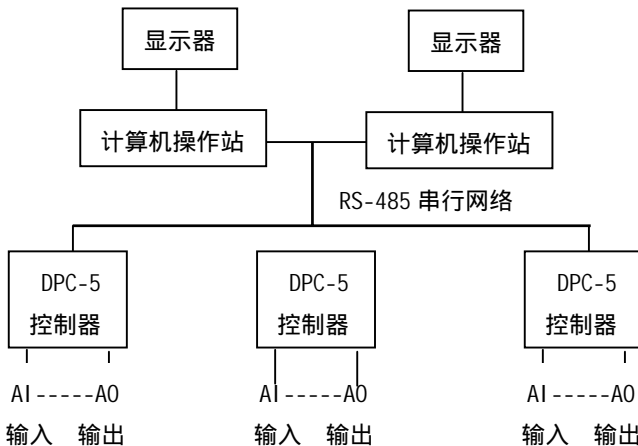 显示器 显示器
计算机操作站 计算机操作站
RS-485 串行网络
DPC-5 DPC-5 DPC-5
控制器 控制器 控制器
AI-----AO AI-----AO AI-----AO
输入 输出 输入 输出 输入 输出